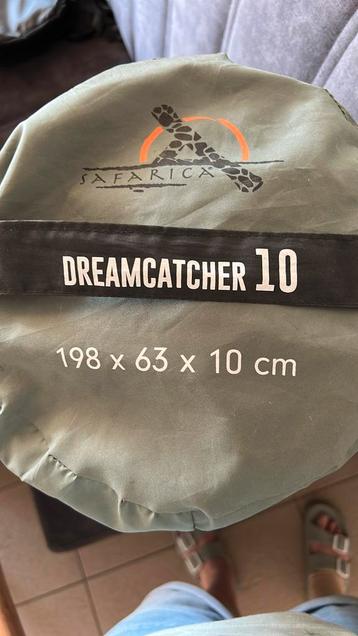 SAFARICA
DREAMCATCHER 10
198 x 63 x 10 cm